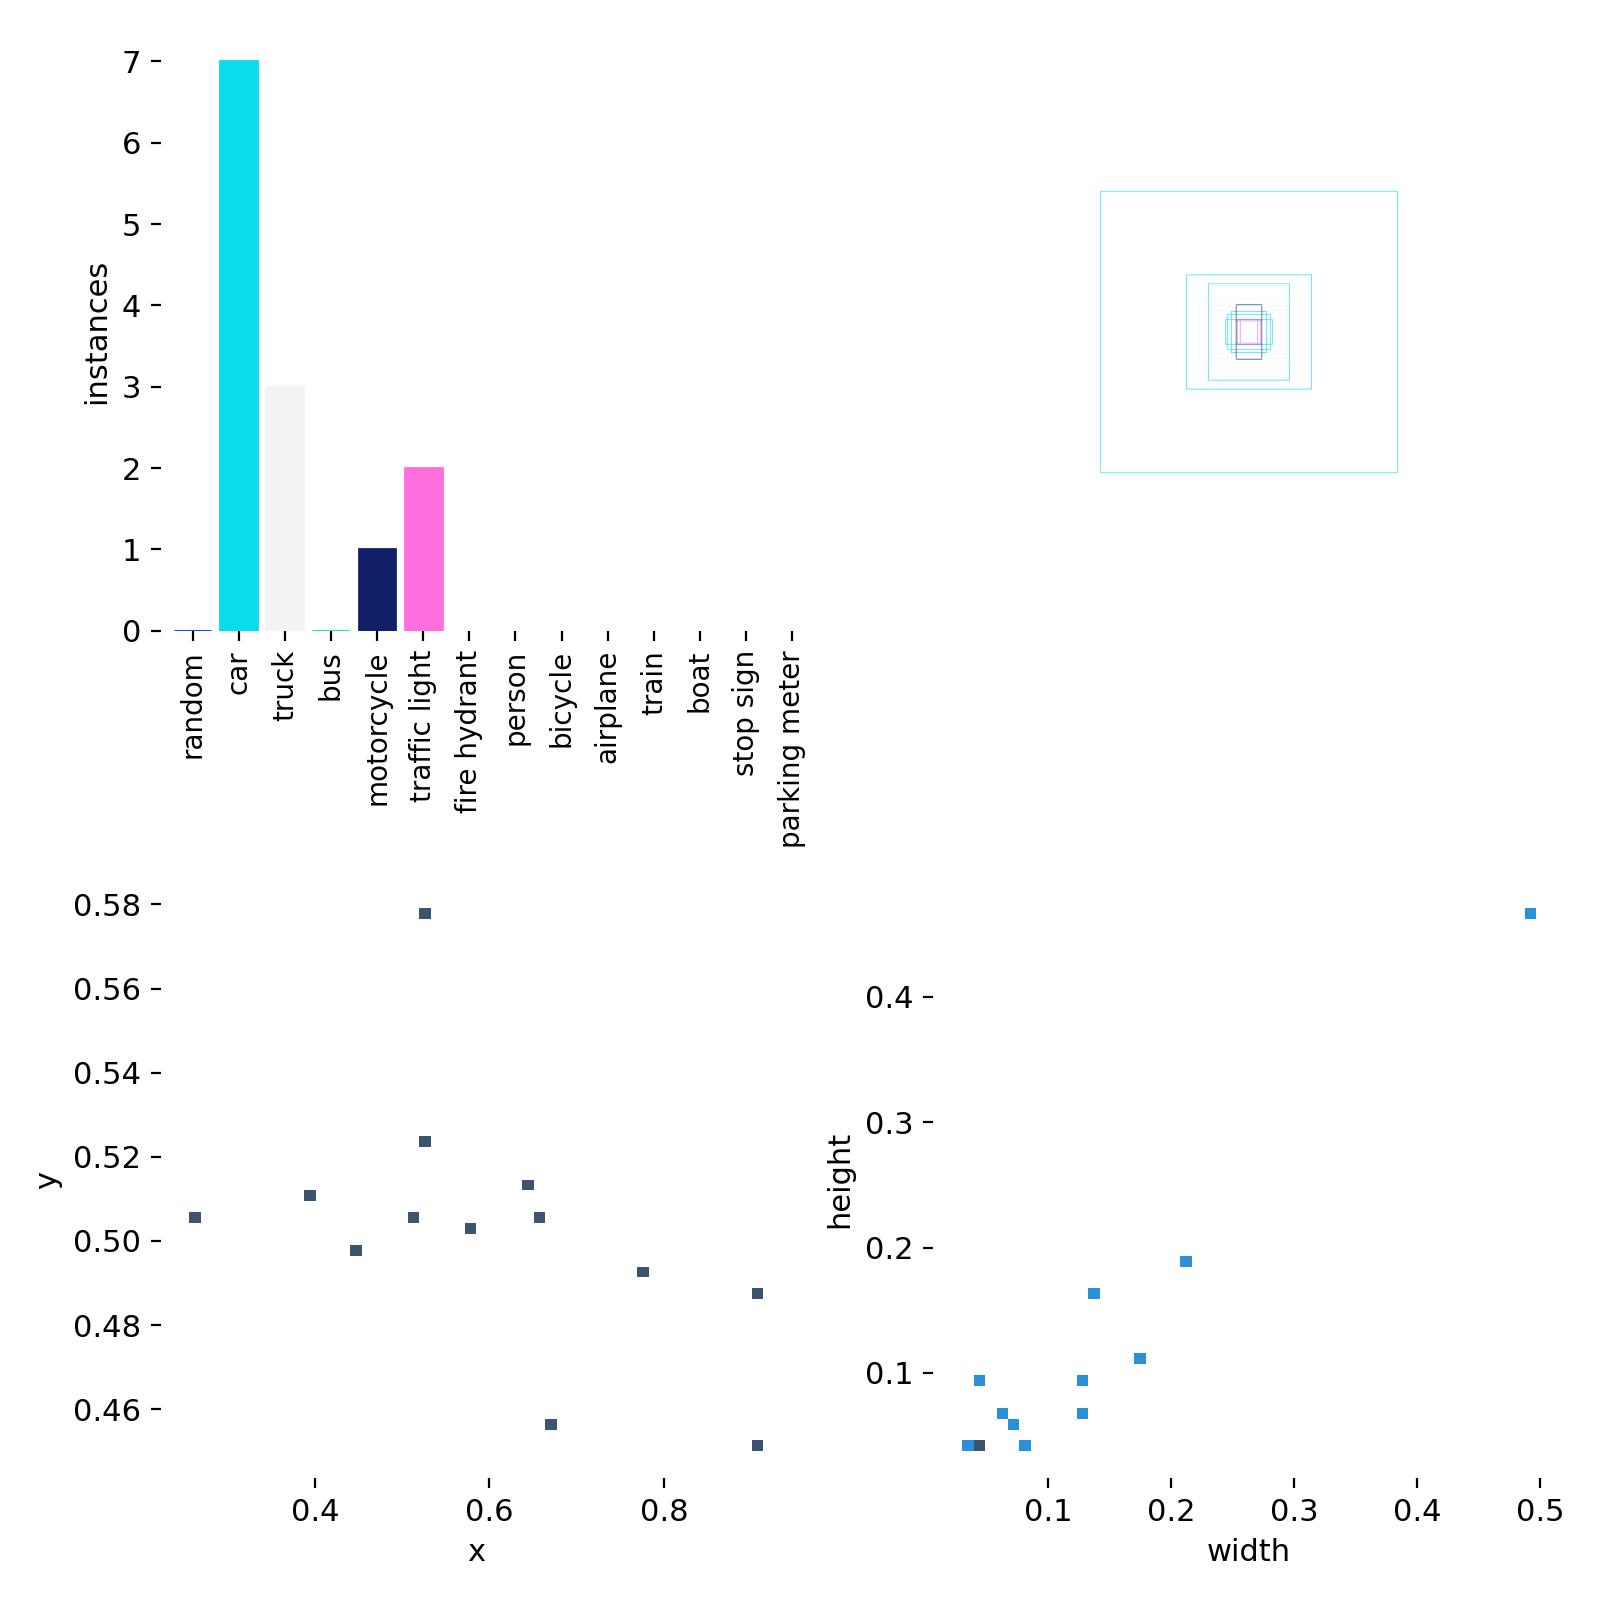 7
6
5
4
3
2
1
0
instances
random
car
truck
bus
motorcycle
traffic light
fire hydrant
person
bicycle
airplane
train
boat
stop sign
parking meter
0.58
0.56
0.54
0.52
0.50
0.48
0.46
y
0.4 0.6 0.8
x
0.4
0.3
0.2
0.1
height
0.1 0.2 0.3 0.4 0.5
width